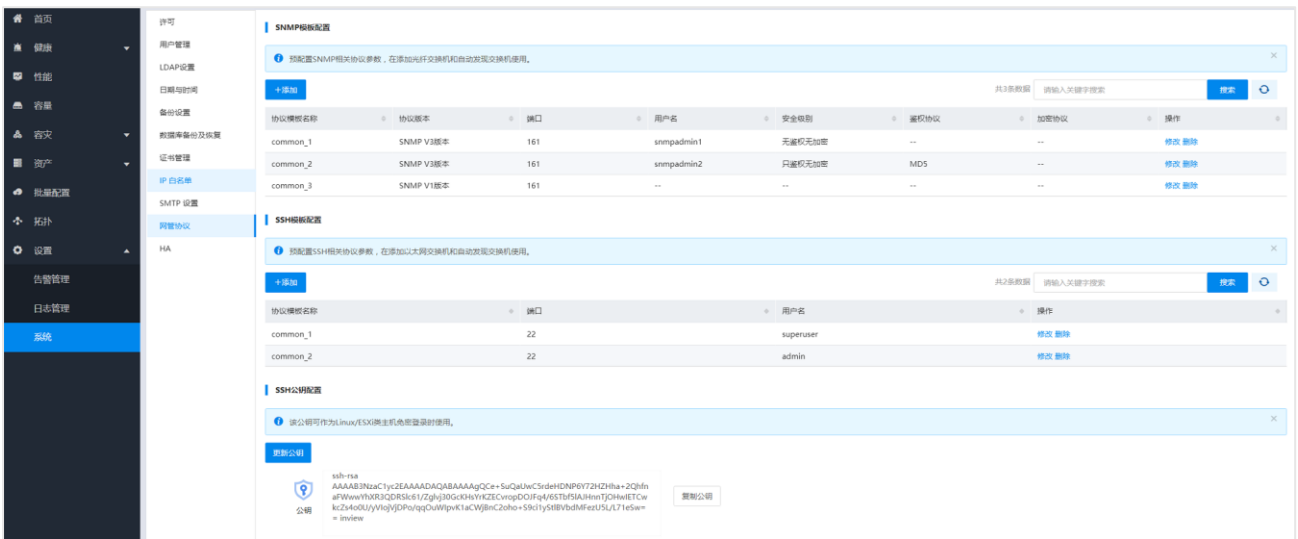 首页
健康
性能
容量
容灾
资产
批量配置
拓扑
设置
告警管理
日志管理
系统
许可
用户管理
LDAP设置
日期与时间
备份设置
数据库备份及恢复
证书管理
IP 白名单
SMTP 设置
网管协议
HA
SNMP模板配置
预配置SNMP相关协议参数，在添加光纤交换机和自动发现交换机使用。
+添加 共3条数据 请输入关键字搜索 搜索
协议模板名称 协议版本 端口 用户名 安全级别 鉴权协议 加密协议 操作
common_1 SNMP V3版本 161 snmpadmin1 无鉴权无加密 -- -- 修改 删除
common_2 SNMP V3版本 161 snmpadmin2 只鉴权无加密 MD5 -- 修改 删除
common_3 SNMP V1版本 161 -- -- -- -- 修改 删除
SSH模板配置
预配置SSH相关协议参数，在添加以太网交换机和自动发现交换机使用。
+添加 共2条数据 请输入关键字搜索 搜索
协议模板名称 端口 用户名 操作
common_1 22 superuser 修改 删除
common_2 22 admin 修改 删除
SSH公钥配置
该公钥可作为Linux/ESXi类主机免密登录时使用。
更新公钥
公钥
ssh-rsa
= inview
复制公钥